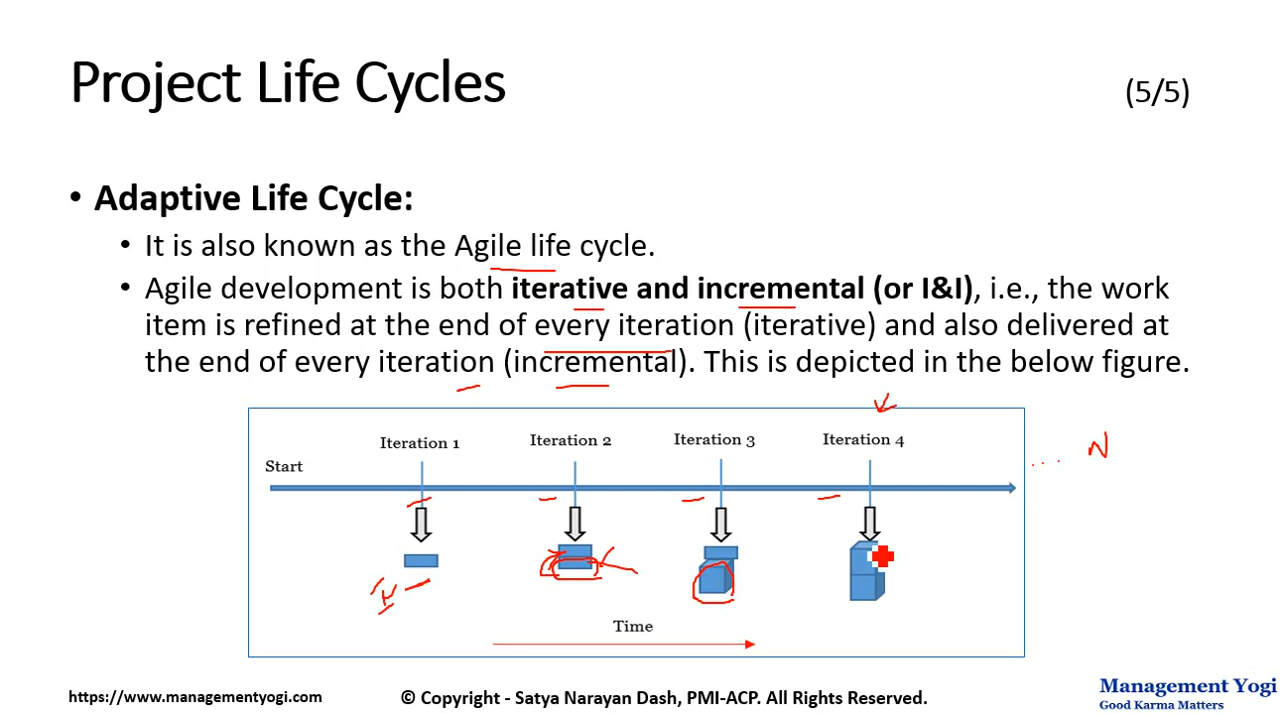 Project Life Cycles
(5/5)
• Adaptive Life Cycle:
• It is also known as the Agile life cycle.
• Agile development is both iterative and incremental (or I&I), i.e., the work
item is refined at the end of every iteration (iterative) and also delivered at
the end of every iteration (incremental). This is depicted in the below figure.
Iteration 1
Iteration 2
Iteration 3
Iteration 4
... N
Start
Time
https://www.managementyogi.com
© Copyright - Satya Narayan Dash, PMI-ACP. All Rights Reserved.
Management Yogi
Good Karma Matters